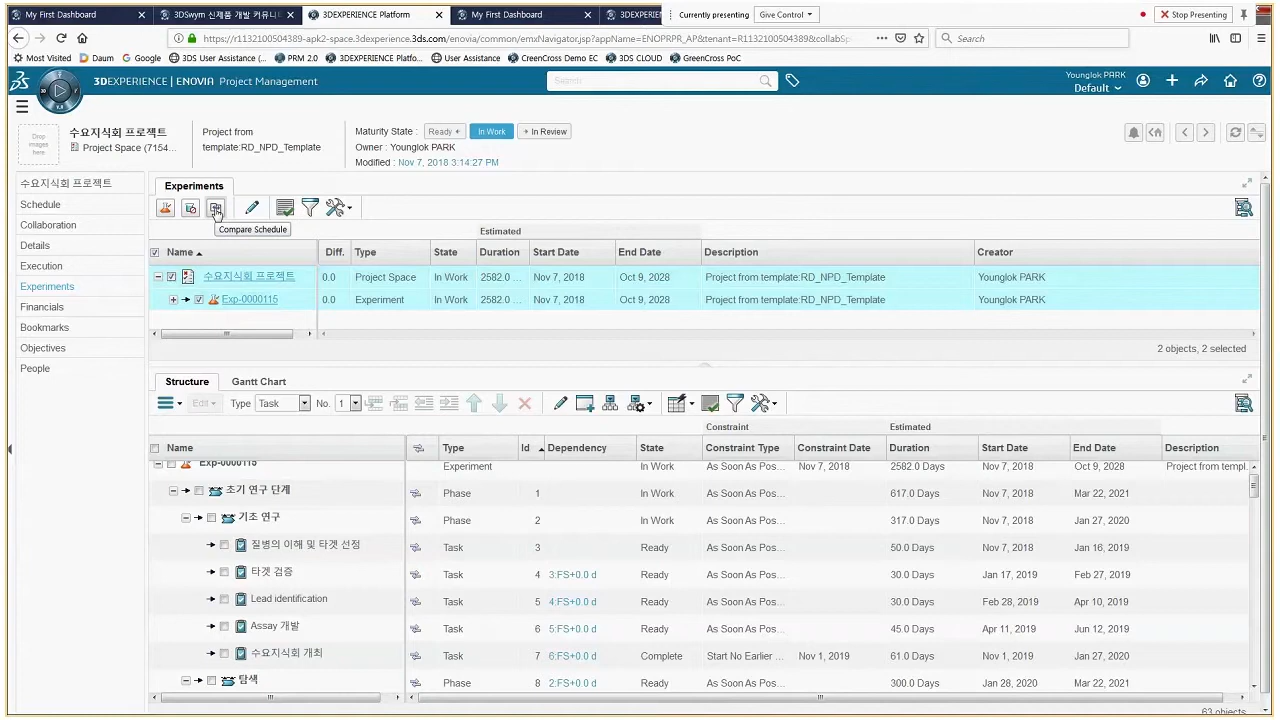 My First Dashboard
3DSwym 신제품 개발 커뮤니
3DEXPERIENCE Platform
My First Dashboard
3DEXPERIEN
Currently presenting
Give Control
Stop Presenting
https://r1132100504389-apk2-space.3dexperience.3ds.com/enovia/common/emxNavigator.jsp?appName=ENOPRPR_AP&tenant=R1132100504389&collabSp
Search
Most Visited
Daum
Google
3DS User Assistance (...
PRM 2.0
3DEXPERIENCE Platfo...
User Assistance
GreenCross Demo EC
3DS CLOUD
GreenCross PoC
3DEXPERIENCE | ENOVIA Project Management
Search
Younglok PARK
Default
Drop images here
수요지식회 프로젝트
Project Space (7154...
Project from
template:RD_NPD_Template
Maturity State :
Ready
In Work
In Review
Owner : Younglok PARK
Modified : Nov 7, 2018 3:14:27 PM
수요지식회 프로젝트
Schedule
Collaboration
Details
Execution
Experiments
Financials
Bookmarks
Objectives
People
Experiments
Compare Schedule
Estimated
Name Diff. Type State Duration Start Date End Date Description Creator
수요지식회 프로젝트 0.0 Project Space In Work 2582.0 ... Nov 7, 2018 Oct 9, 2028 Project from template:RD_NPD_Template Younglok PARK
Exp-0000115 0.0 Experiment In Work 2582.0 ... Nov 7, 2018 Oct 9, 2028 Project from template:RD_NPD_Template Younglok PARK
2 objects, 2 selected
Structure Gantt Chart
Edit Type Task No. 1
Constraint Estimated
Name Type Id Dependency State Constraint Type Constraint Date Duration Start Date End Date Description
Exp-0000115 Experiment In Work As Soon As Pos... Nov 7, 2018 2582.0 Days Nov 7, 2018 Oct 9, 2028 Project from templ.
초기 연구 단계 Phase 1 In Work As Soon As Pos... 617.0 Days Nov 7, 2018 Mar 22, 2021
기초 연구 Phase 2 In Work As Soon As Pos... 317.0 Days Nov 7, 2018 Jan 27, 2020
질병의 이해 및 타겟 선정 Task 3 Ready As Soon As Pos... 50.0 Days Nov 7, 2018 Jan 16, 2019
타겟 검증 Task 4 3:FS+0.0 d Ready As Soon As Pos... 30.0 Days Jan 17, 2019 Feb 27, 2019
Lead identification Task 5 4:FS+0.0 d Ready As Soon As Pos... 30.0 Days Feb 28, 2019 Apr 10, 2019
Assay 개발 Task 6 5:FS+0.0 d Ready As Soon As Pos... 45.0 Days Apr 11, 2019 Jun 12, 2019
수요지식회 개최 Task 7 6:FS+0.0 d Complete Start No Earlier ... Nov 1, 2019 61.0 Days Nov 1, 2019 Jan 27, 2020
탐색 Phase 8 2:FS+0.0 d Ready As Soon As Pos... 300.0 Days Jan 28, 2020 Mar 22, 2021
63 objects